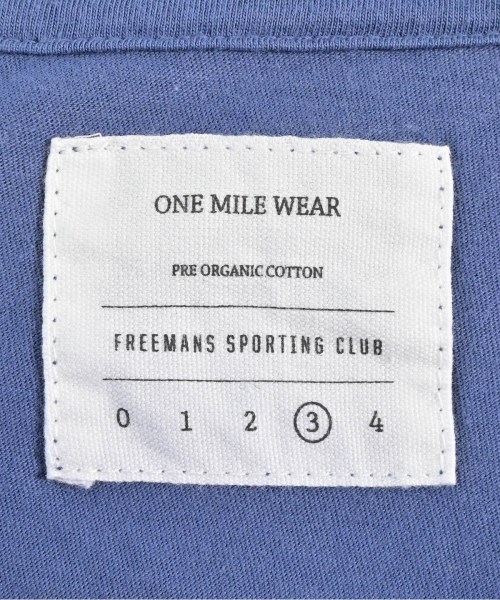 ONE MILE WEAR
PRE ORGANIC COTTON
FREEMANS SPORTING CLUB
0 1 2 3 4